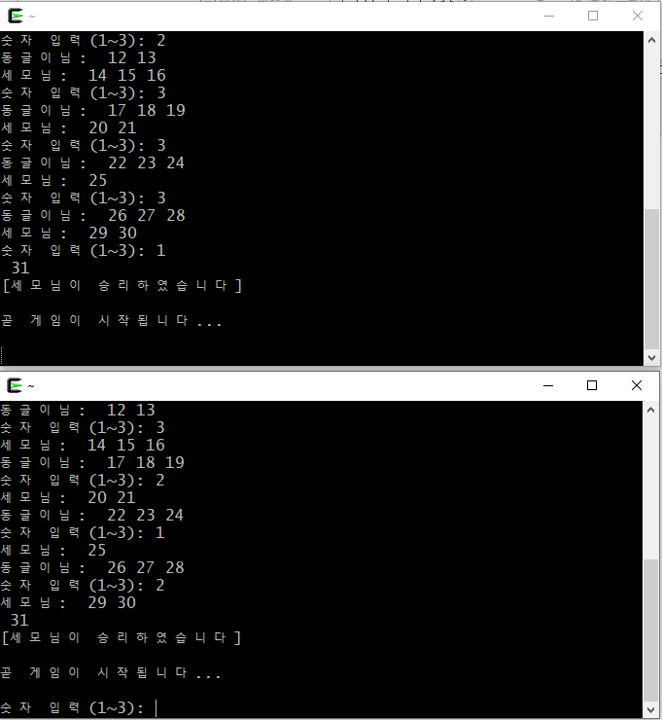 ~
숫자 입력(1~3): 2
동글이님: 12 13
세모님: 14 15 16
숫자 입력(1~3): 3
동글이님: 17 18 19
세모님: 20 21
숫자 입력(1~3): 3
동글이님: 22 23 24
세모님: 25
숫자 입력(1~3): 3
동글이님: 26 27 28
세모님: 29 30
숫자 입력(1~3): 1
31
[세모님이 승리하였습니다]
곧 게임이 시작됩니다...
~
동글이님: 12 13
숫자 입력(1~3): 3
세모님: 14 15 16
동글이님: 17 18 19
숫자 입력(1~3): 2
세모님: 20 21
동글이님: 22 23 24
숫자 입력(1~3): 1
세모님: 25
동글이님: 26 27 28
숫자 입력(1~3): 2
세모님: 29 30
31
[세모님이 승리하였습니다]
곧 게임이 시작됩니다...
숫자 입력(1~3):